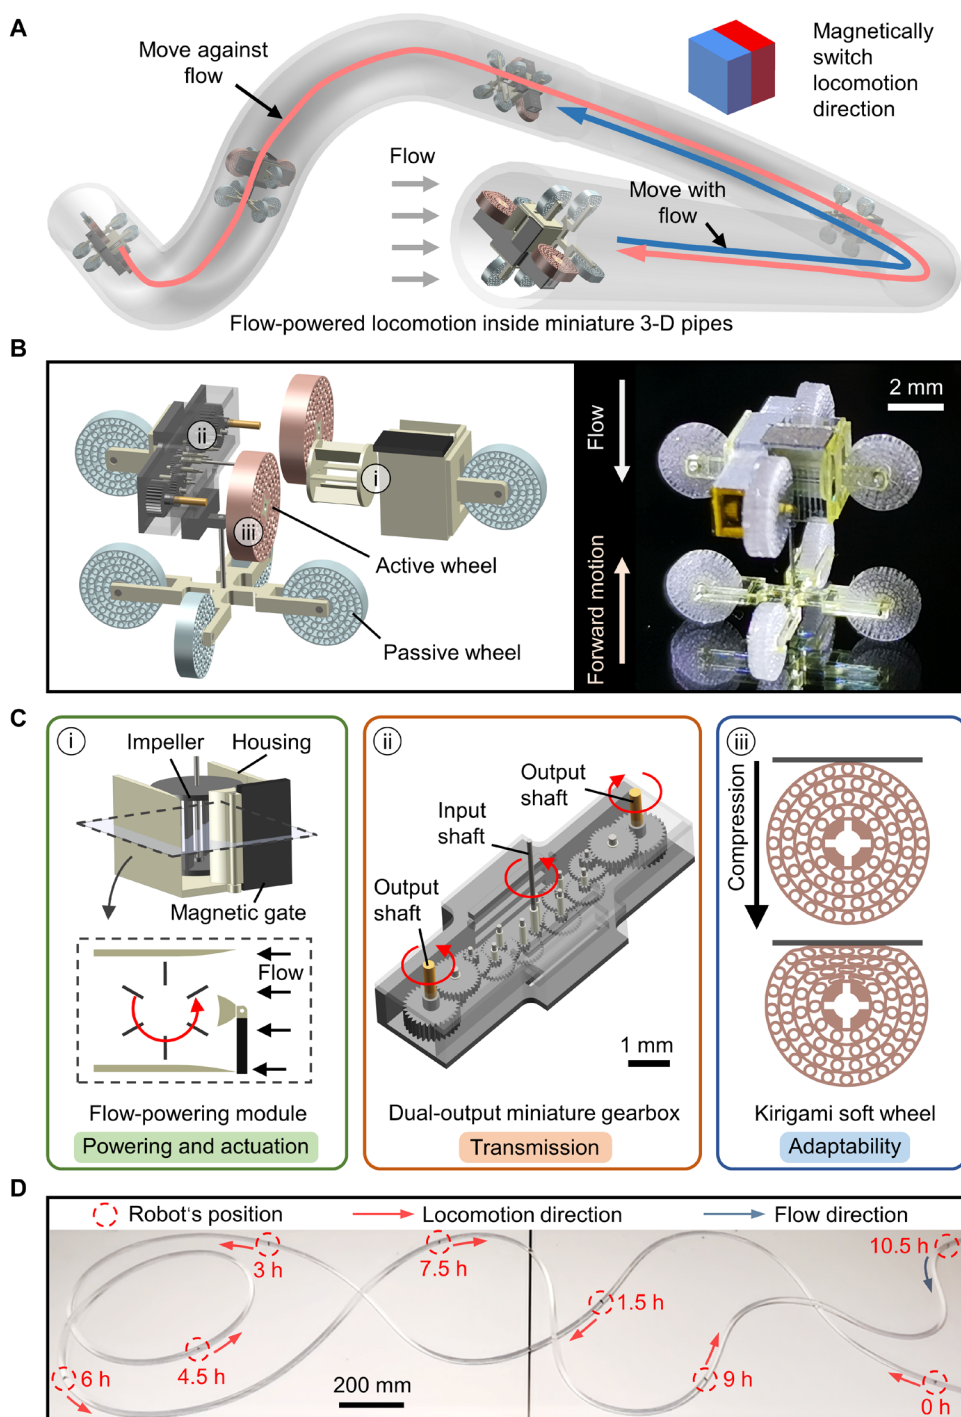 A
Move against
flow
Magnetically
switch
locomotion
direction
Flow
Move with
flow
Flow-powered locomotion inside miniature 3-D pipes
B
ii
i
iii
Active wheel
Passive wheel
Flow
Forward motion
2 mm
C
i
Impeller
Housing
Magnetic gate
Flow
Flow-powering module
Powering and actuation
ii
Output
shaft
Input
shaft
Output
shaft
1 mm
Dual-output miniature gearbox
Transmission
iii
Compression
Kirigami soft wheel
Adaptability
D
Robot's position
Locomotion direction
Flow direction
3 h
7.5 h
10.5 h
1.5 h
6 h
4.5 h
9 h
0 h
200 mm